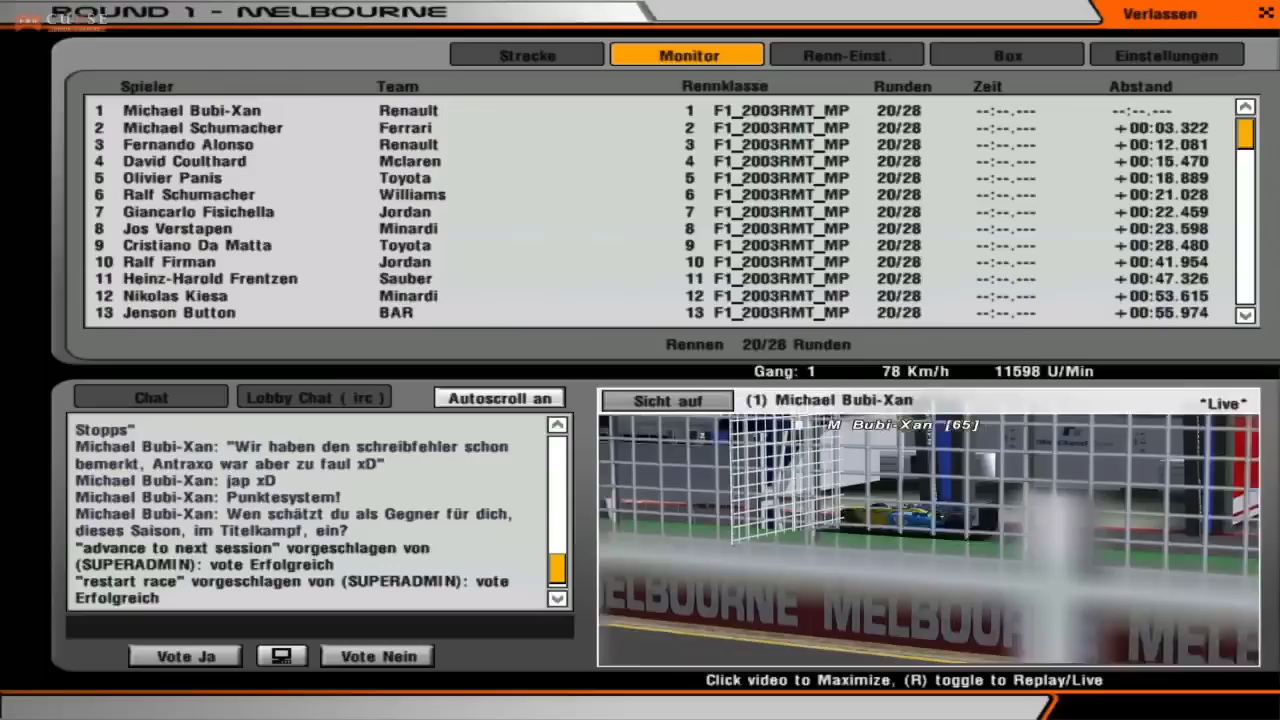 ROUND 1 - MELBOURNE
Verlassen
CURSE
Strecke Monitor Renn-Einst. Box Einstellungen
Spieler Team Rennklasse Runden Zeit Abstand
1 Michael Bubi-Xan Renault 1 F1_2003RMT_MP 20/28 --:--.--- --:--.---
2 Michael Schumacher Ferrari 2 F1_2003RMT_MP 20/28 --:--.--- +00:03.322
3 Fernando Alonso Renault 3 F1_2003RMT_MP 20/28 --:--.--- +00:12.081
4 David Coulthard Mclaren 4 F1_2003RMT_MP 20/28 --:--.--- +00:15.470
5 Olivier Panis Toyota 5 F1_2003RMT_MP 20/28 --:--.--- +00:18.889
6 Ralf Schumacher Williams 6 F1_2003RMT_MP 20/28 --:--.--- +00:21.028
7 Giancarlo Fisichella Jordan 7 F1_2003RMT_MP 20/28 --:--.--- +00:22.459
8 Jos Verstapen Minardi 8 F1_2003RMT_MP 20/28 --:--.--- +00:23.598
9 Cristiano Da Matta Toyota 9 F1_2003RMT_MP 20/28 --:--.--- +00:28.480
10 Ralf Firman Jordan 10 F1_2003RMT_MP 20/28 --:--.--- +00:41.954
11 Heinz-Harold Frentzen Sauber 11 F1_2003RMT_MP 20/28 --:--.--- +00:47.326
12 Nikolas Kiesa Minardi 12 F1_2003RMT_MP 20/28 --:--.--- +00:53.615
13 Jenson Button BAR 13 F1_2003RMT_MP 20/28 --:--.--- +00:55.974
Rennen 20/28 Runden
Gang: 1 78 Km/h 11598 U/Min
Chat Lobby Chat ( irc ) Autoscroll an
Stopps"
Michael Bubi-Xan: "Wir haben den schreibfehler schon
bemerkt, Antraxo war aber zu faul xD"
Michael Bubi-Xan: jap xD
Michael Bubi-Xan: Punktesystem!
Michael Bubi-Xan: Wen schätzt du als Gegner für dich,
dieses Saison, im Titelkampf, ein?
"advance to next session" vorgeschlagen von
(SUPERADMIN): vote Erfolgreich
"restart race" vorgeschlagen von (SUPERADMIN): vote
Erfolgreich
Vote Ja Vote Nein
Sicht auf (1) Michael Bubi-Xan *Live*
M Bubi-Xan [65]
ELBOURNE MELBOURNE MELB
Click video to Maximize, (R) toggle to Replay/Live